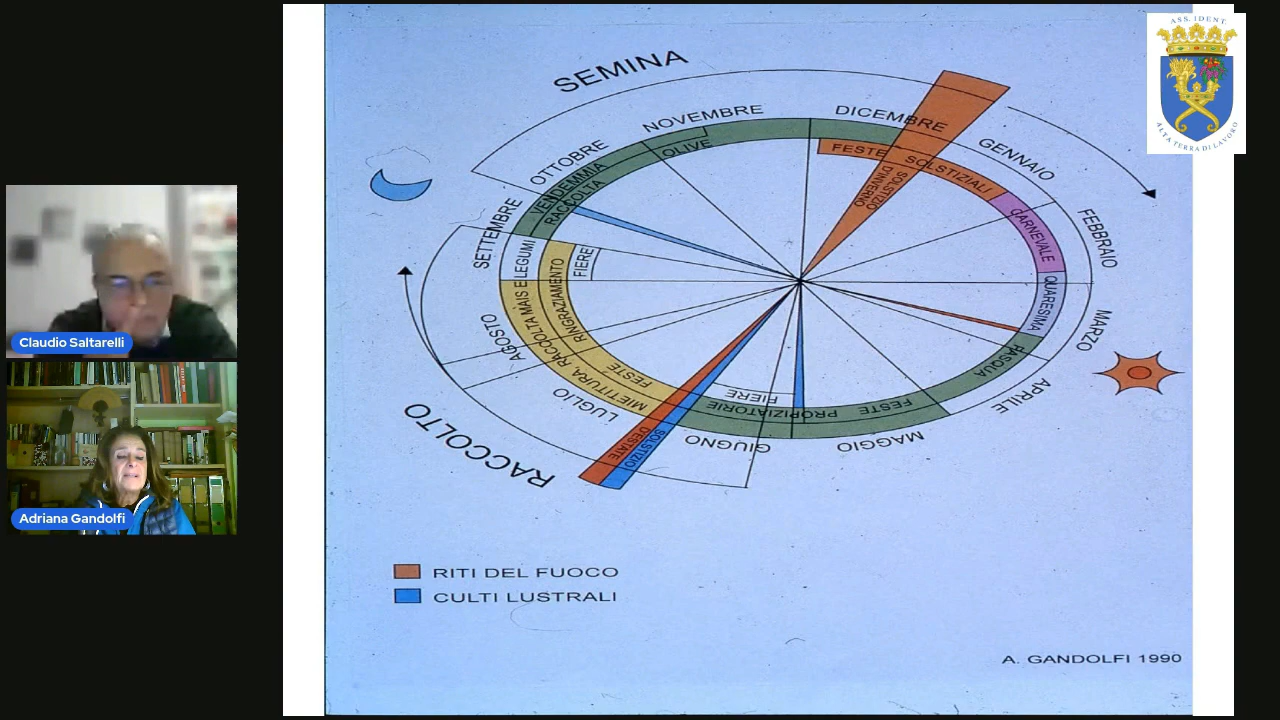 SEMINA
NOVEMBRE
DICEMBRE
OTTOBRE
OLIVE
GENNAIO
VENDEMMIA
RACCOLTA
FESTE SOLSTIZIALI
SOLSTIZIO
D'INVERNO
CARNEVALE
FEBBRAIO
SETTEMBRE
QUARESIMA
MARZO
PASQUA
APRILE
FESTE PROPIZIATORIE
FIERE
MAGGIO
GIUGNO
SOLSTIZIO
D'ESTATE
LUGLIO
AGOSTO
MIETITURA, RACCOLTA MAIS E LEGUMI
FESTE RINGRAZIAMENTO
FIERE
RACCOLTO
RITI DEL FUOCO
CULTI LUSTRALI
A. GANDOLFI 1990
ASS. IDENT.
ALTA TERRA DI LAVORO
Claudio Saltarelli
Adriana Gandolfi